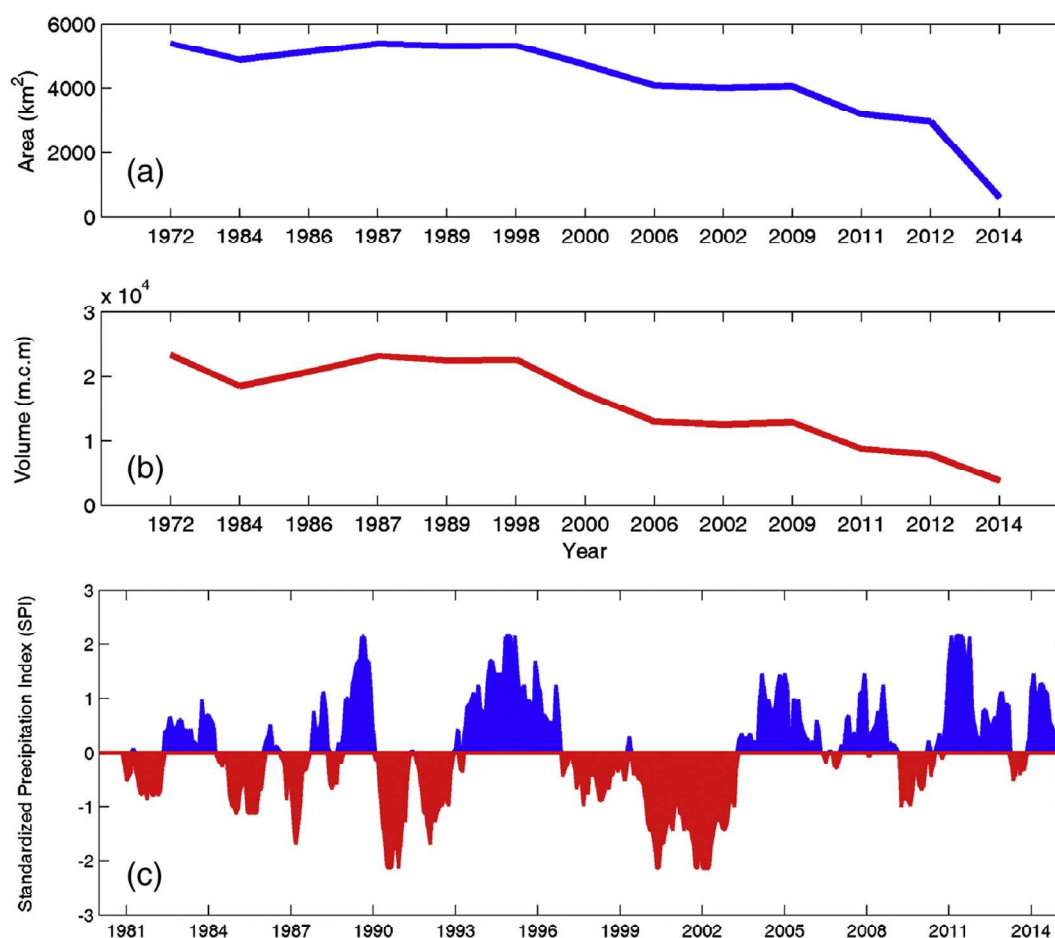 6000
4000
2000
0
Area (km²)
(a)
1972 1984 1986 1987 1989 1998 2000 2006 2002 2009 2011 2012 2014
x 10⁴
3
2
1
0
Volume (m.c.m)
(b)
1972 1984 1986 1987 1989 1998 2000 2006 2002 2009 2011 2012 2014
Year
3
2
1
0
-1
-2
-3
Standardized Precipitation Index (SPI)
(c)
1981 1984 1987 1990 1993 1996 1999 2002 2005 2008 2011 2014